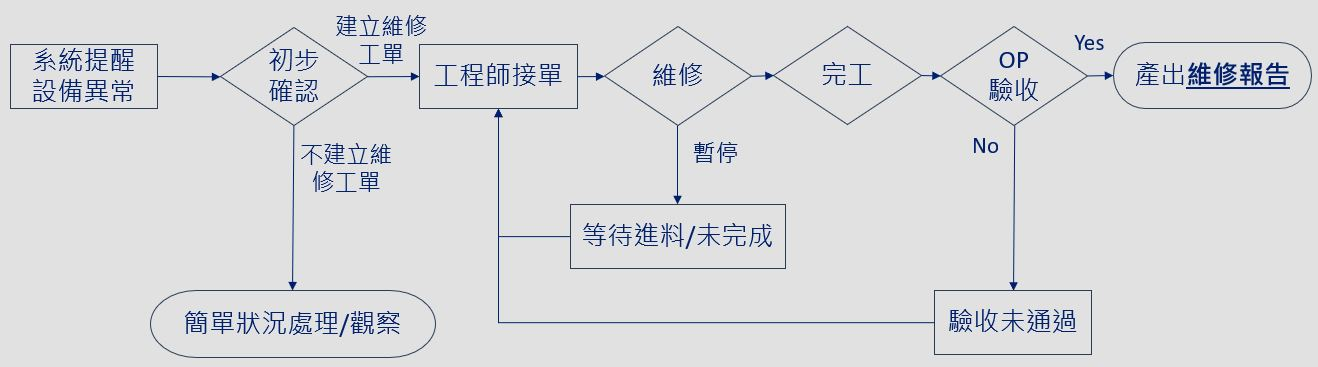 系統提醒
設備異常
初步
確認
建立維修
工單
不建立維
修工單
簡單狀況處理/觀察
工程師接單
維修
暫停
等待進料/未完成
完工
OP
驗收
Yes
產出維修報告
No
驗收未通過